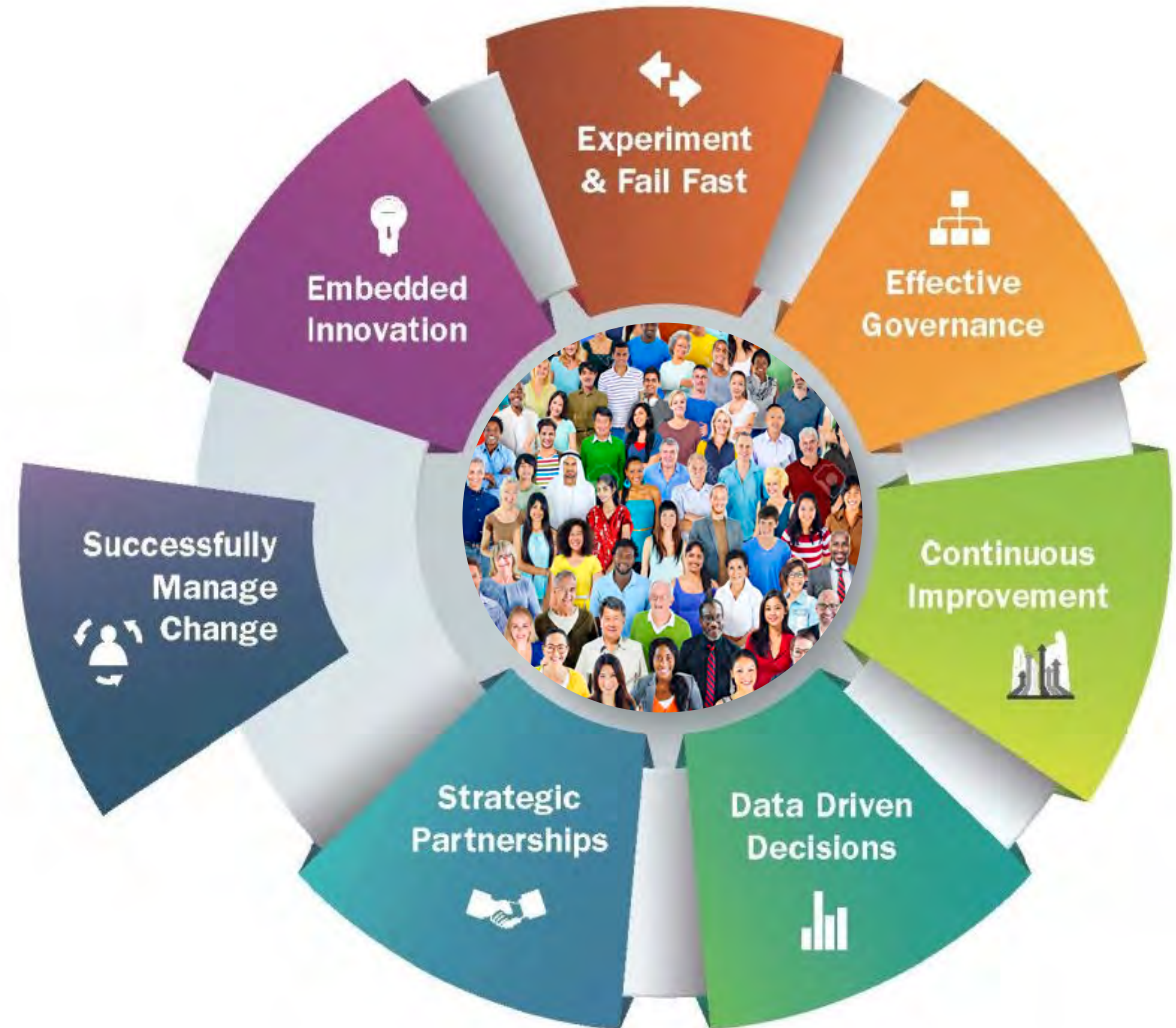 Experiment
& Fail Fast
Effective
Governance
Continuous
Improvement
Data Driven
Decisions
Strategic
Partnerships
Successfully
Manage
Change
Embedded
Innovation